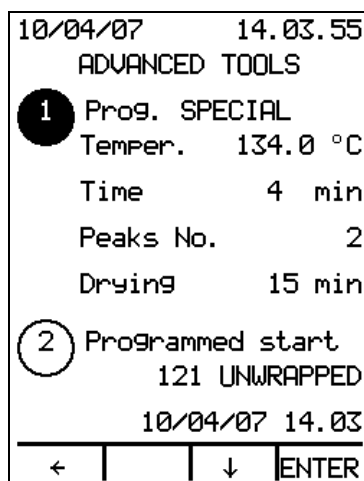 10/04/07 14.03.55
ADVANCED TOOLS
1 Prog. SPECIAL
Temper. 134.0 °C
Time 4 min
Peaks No. 2
Drying 15 min
2 Programmed start
121 UNWRAPPED
10/04/07 14.03
← ↓ ENTER